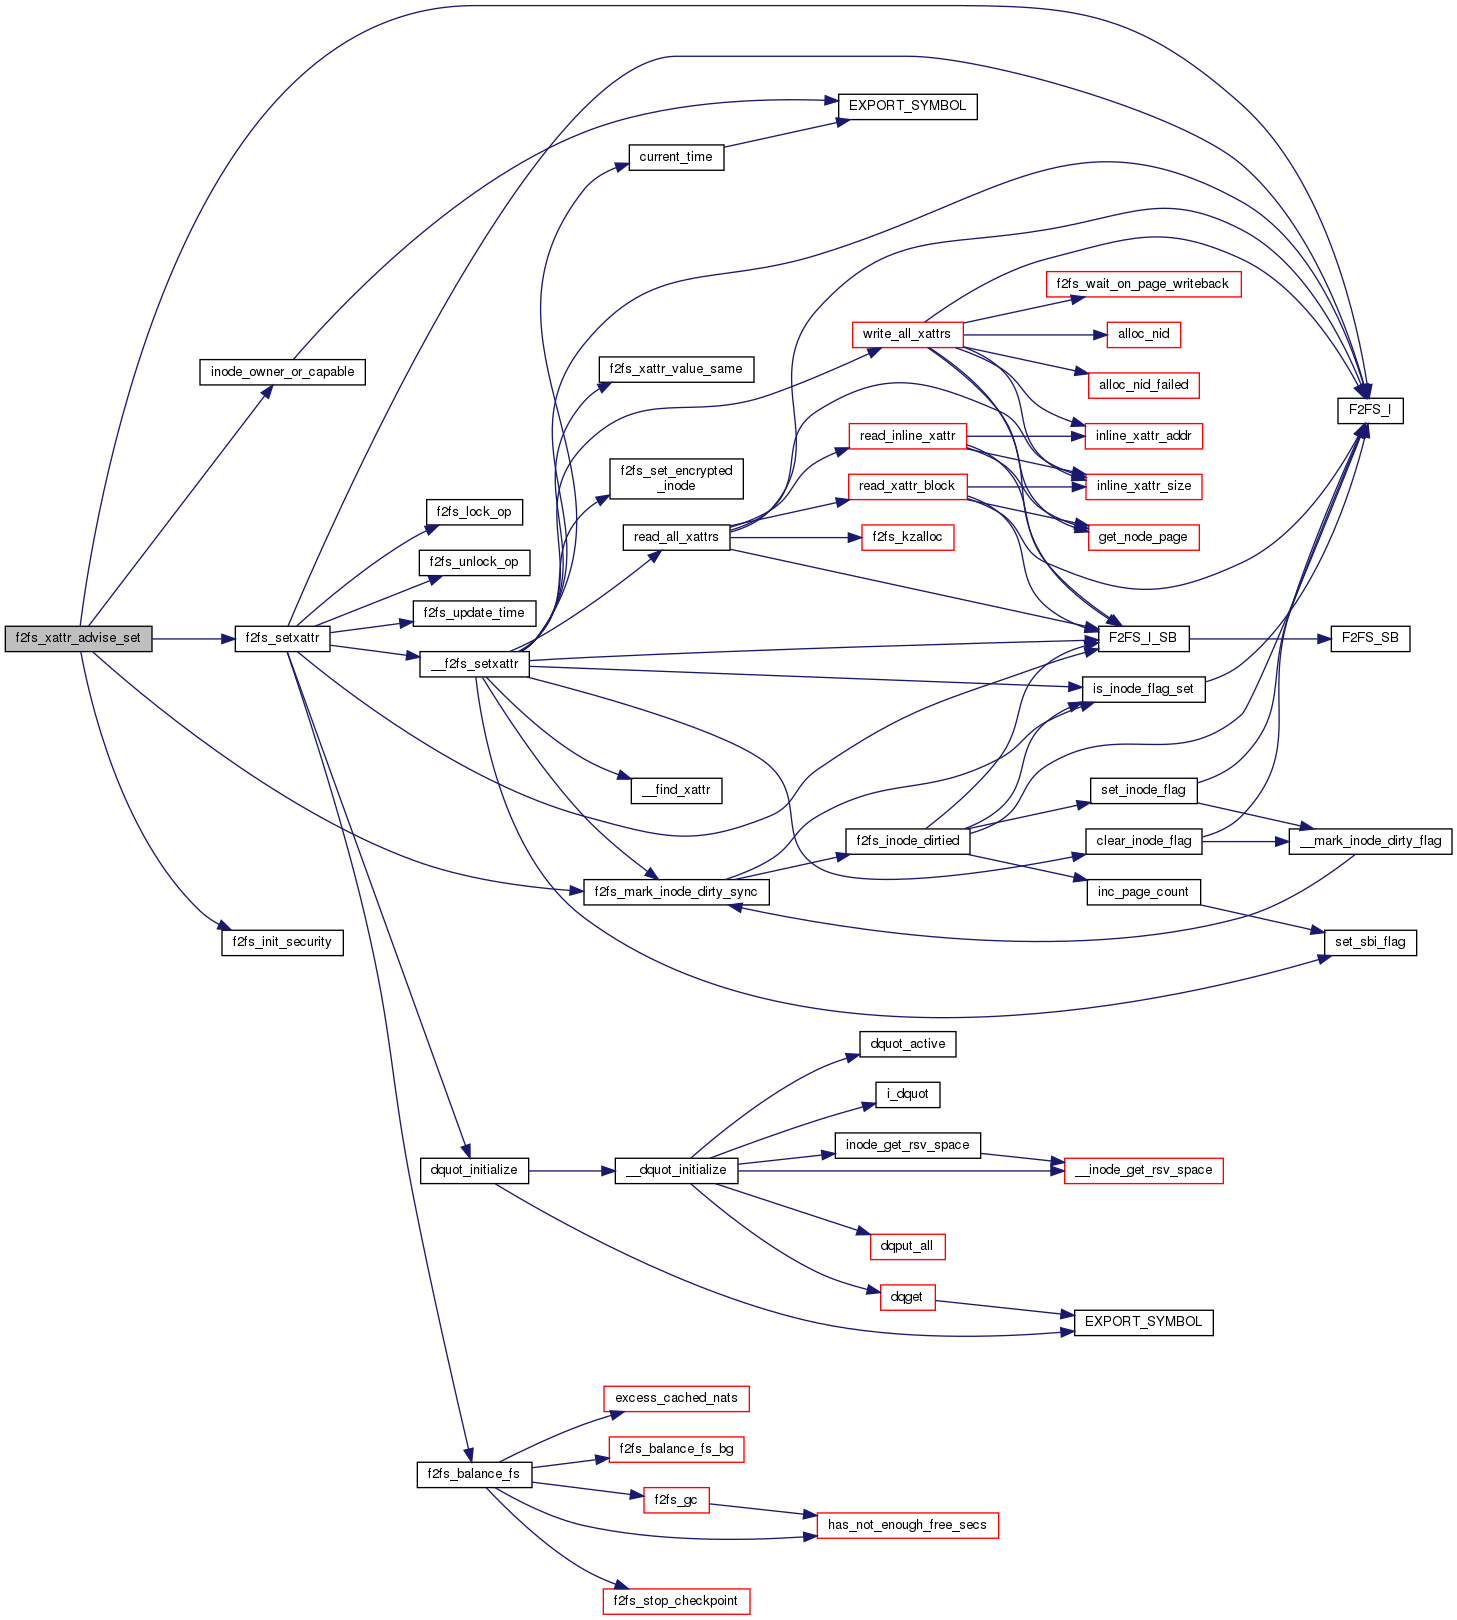 EXPORT_SYMBOL
current_time
f2fs_wait_on_page_writeback
write_all_xattrs
alloc_nid
inode_owner_or_capable
f2fs_xattr_value_same
alloc_nid_failed
F2FS_I
read_inline_xattr
inline_xattr_addr
f2fs_set_encrypted
_inode
read_xattr_block
inline_xattr_size
f2fs_lock_op
read_all_xattrs
f2fs_kzalloc
get_node_page
f2fs_unlock_op
f2fs_update_time
f2fs_xattr_advise_set
f2fs_setxattr
F2FS_I_SB
F2FS_SB
__f2fs_setxattr
is_inode_flag_set
__find_xattr
set_inode_flag
f2fs_inode_dirtied
clear_inode_flag
__mark_inode_dirty_flag
f2fs_mark_inode_dirty_sync
inc_page_count
f2fs_init_security
set_sbi_flag
dquot_active
i_dquot
inode_get_rsv_space
dquot_initialize
__dquot_initialize
__inode_get_rsv_space
dqput_all
dqget
EXPORT_SYMBOL
excess_cached_nats
f2fs_balance_fs_bg
f2fs_balance_fs
f2fs_gc
has_not_enough_free_secs
f2fs_stop_checkpoint